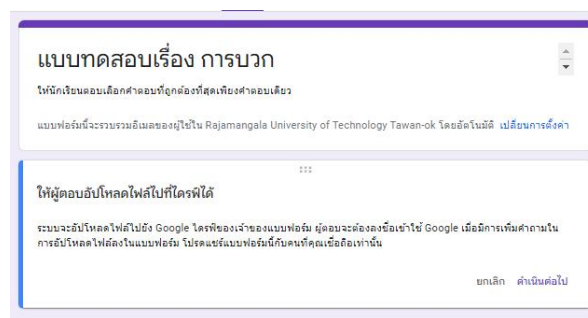 แบบทดสอบเรื่อง การบวก
ให้นักเรียนตอบเลือกคำตอบที่ถูกต้องที่สุดเพียงคำตอบเดียว
แบบฟอร์มนี้จะรวบรวมอีเมลของผู้ใช้ใน Rajamangala University of Technology Tawan-ok โดยอัตโนมัติ เปลี่ยนการตั้งค่า
ให้ผู้ตอบอัปโหลดไฟล์ไปที่ไดรฟ์ได้
ระบบจะอัปโหลดไฟล์ไปยัง Google ไดรฟ์ของเจ้าของแบบฟอร์ม ผู้ตอบจะต้องลงชื่อเข้าใช้ Google เมื่อมีการเพิ่มคำถามใน
การอัปโหลดไฟล์ลงในแบบฟอร์ม โปรดแชร์แบบฟอร์มนี้กับคนที่คุณเชื่อถือเท่านั้น
ยกเลิก ดำเนินต่อไป